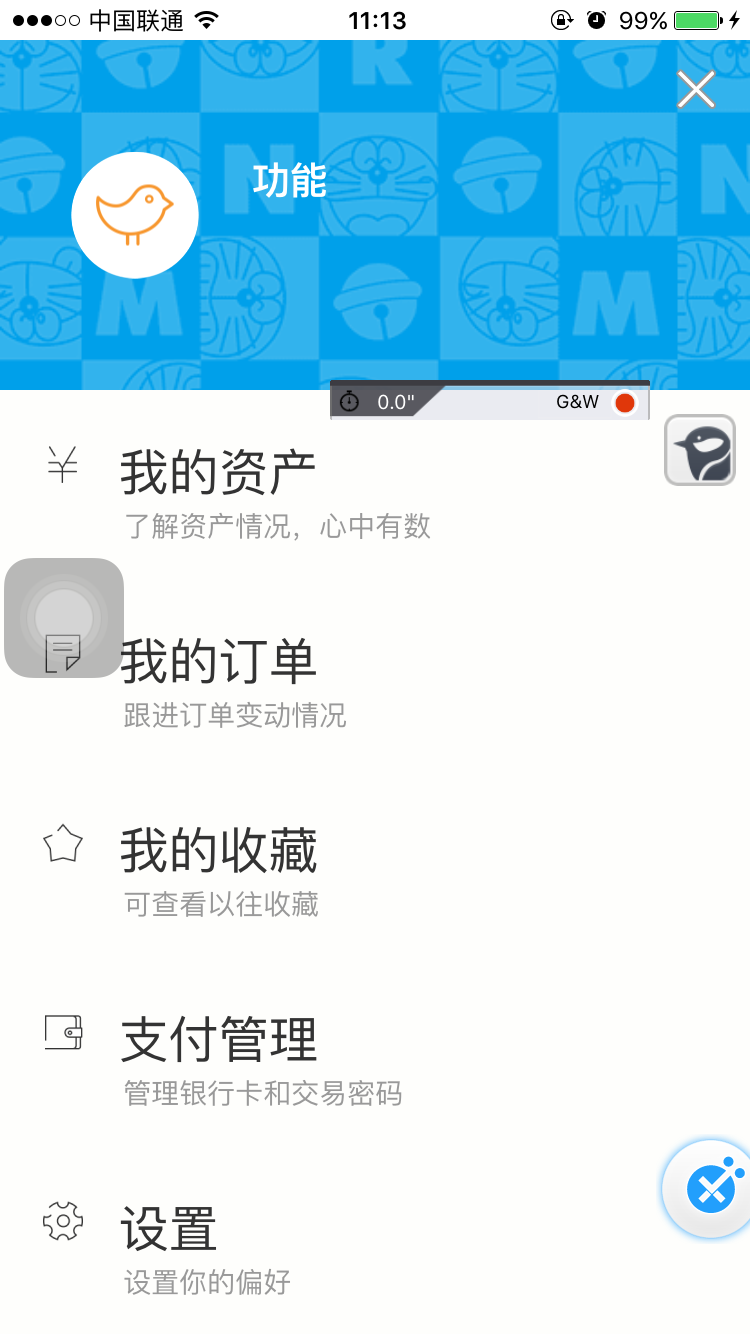 中国联通 11:13 99%
功能
0.0" G&W
我的资产
了解资产情况，心中有数
我的订单
跟进订单变动情况
我的收藏
可查看以往收藏
支付管理
管理银行卡和交易密码
设置
设置你的偏好